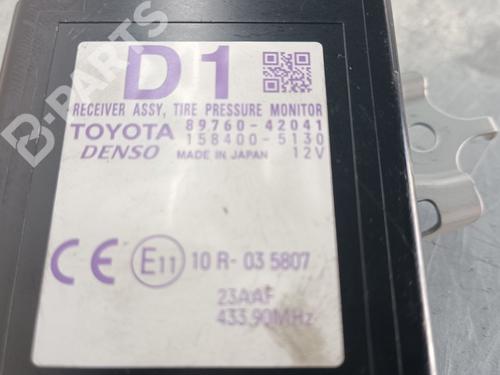 D1
RECEIVER ASSY, TIRE PRESSURE MONITOR
TOYOTA 89760-42041
DENSO 158400-5130
MADE IN JAPAN 12V
CE E11 10 R- 03 5807
23AAF
433.90MHz
B-PARTS